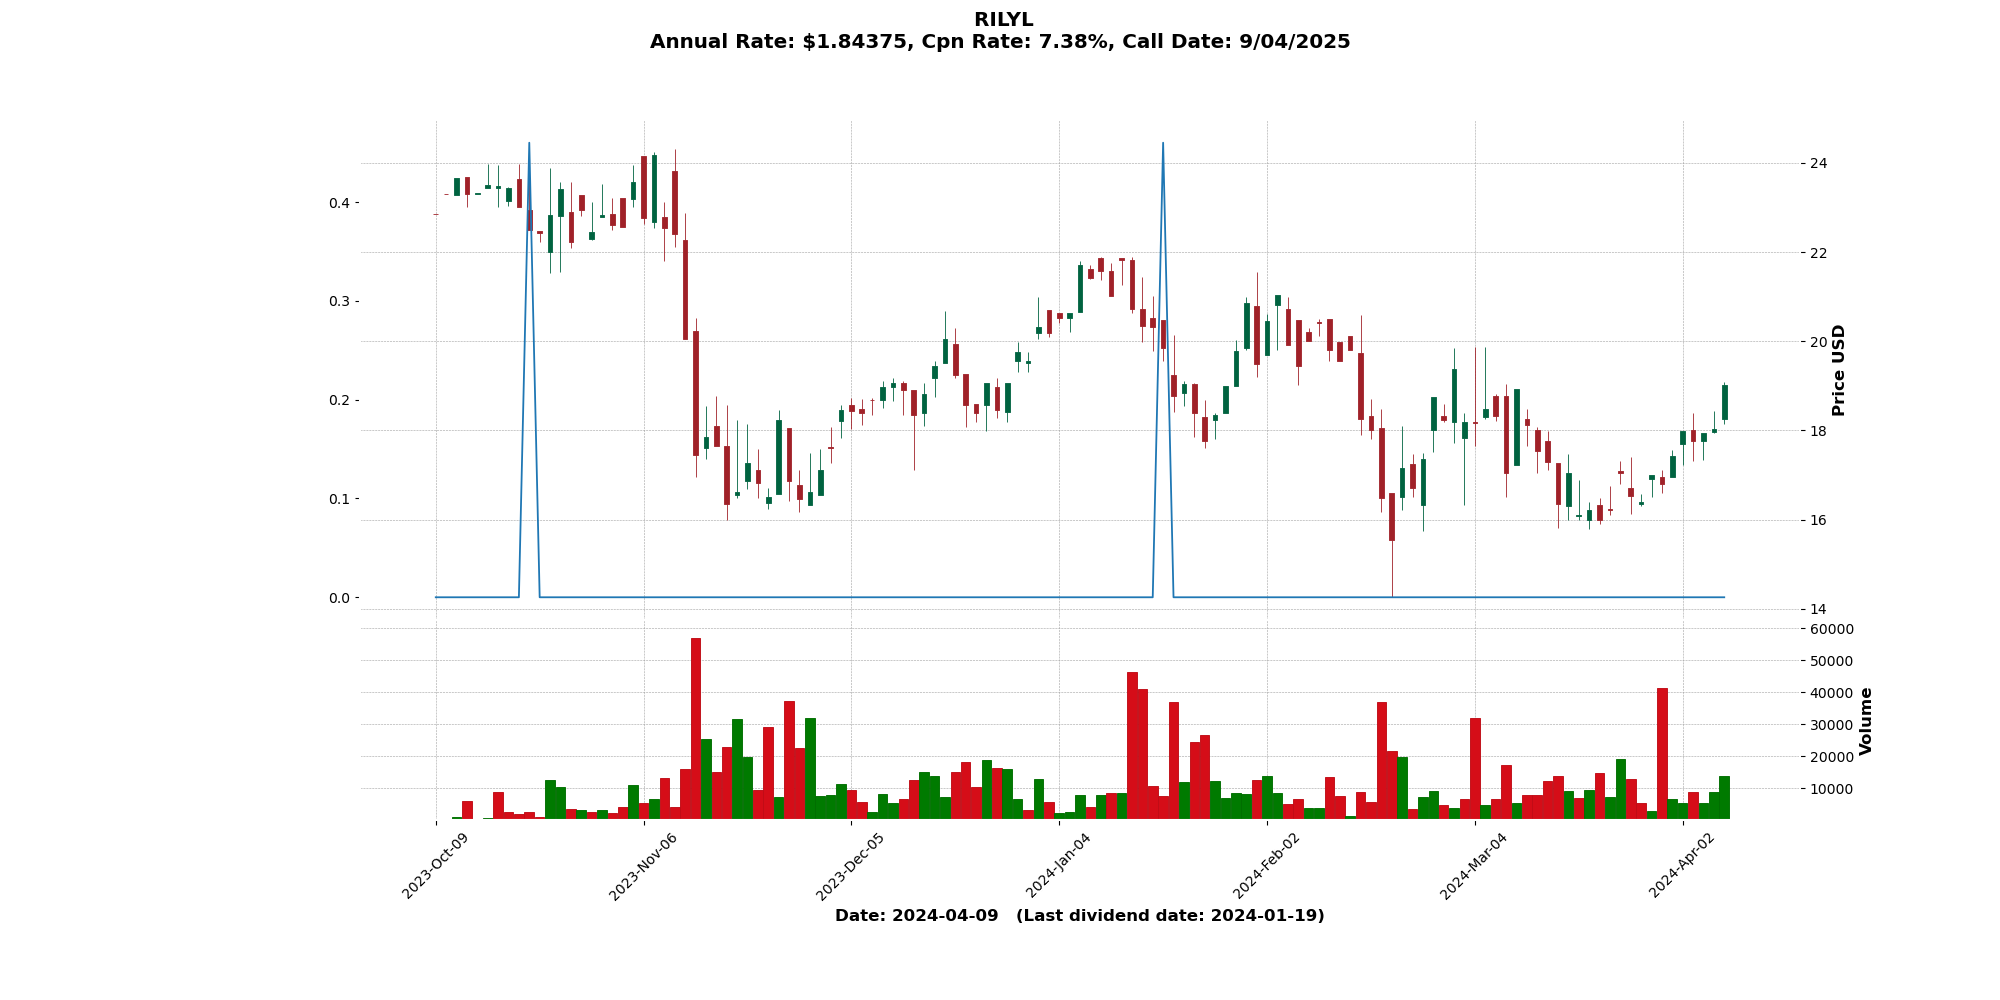 RILYL
Annual Rate: $1.84375, Cpn Rate: 7.38%, Call Date: 9/04/2025
0.4
0.3
0.2
0.1
0.0
24
22
20
18
16
14
Price USD
60000
50000
40000
30000
20000
10000
Volume
2023-Oct-09
2023-Nov-06
2023-Dec-05
2024-Jan-04
2024-Feb-02
2024-Mar-04
2024-Apr-02
Date: 2024-04-09   (Last dividend date: 2024-01-19)